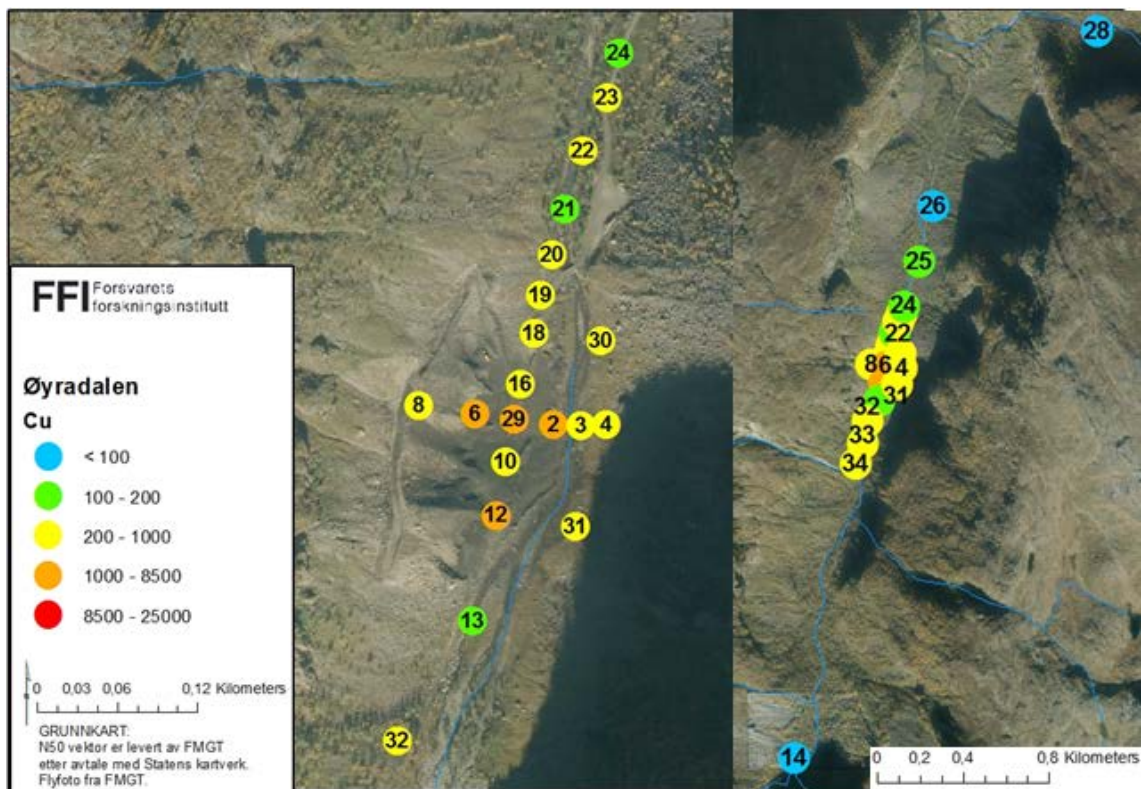 24
23
22
21
20
19
18
30
16
8
6
29
2
3
4
10
12
31
13
32
FFI Forsvarets
forskningsinstitutt
Øyradalen
Cu
< 100
100 - 200
200 - 1000
1000 - 8500
8500 - 25000
0 0,03 0,06 0,12 Kilometers
GRUNNKART:
N50 vektor er levert av FMGT
etter avtale med Statens kartverk.
Flyfoto fra FMGT.
28
26
25
24
22
8
6
4
31
32
33
34
14
0 0,2 0,4 0,8 Kilometers